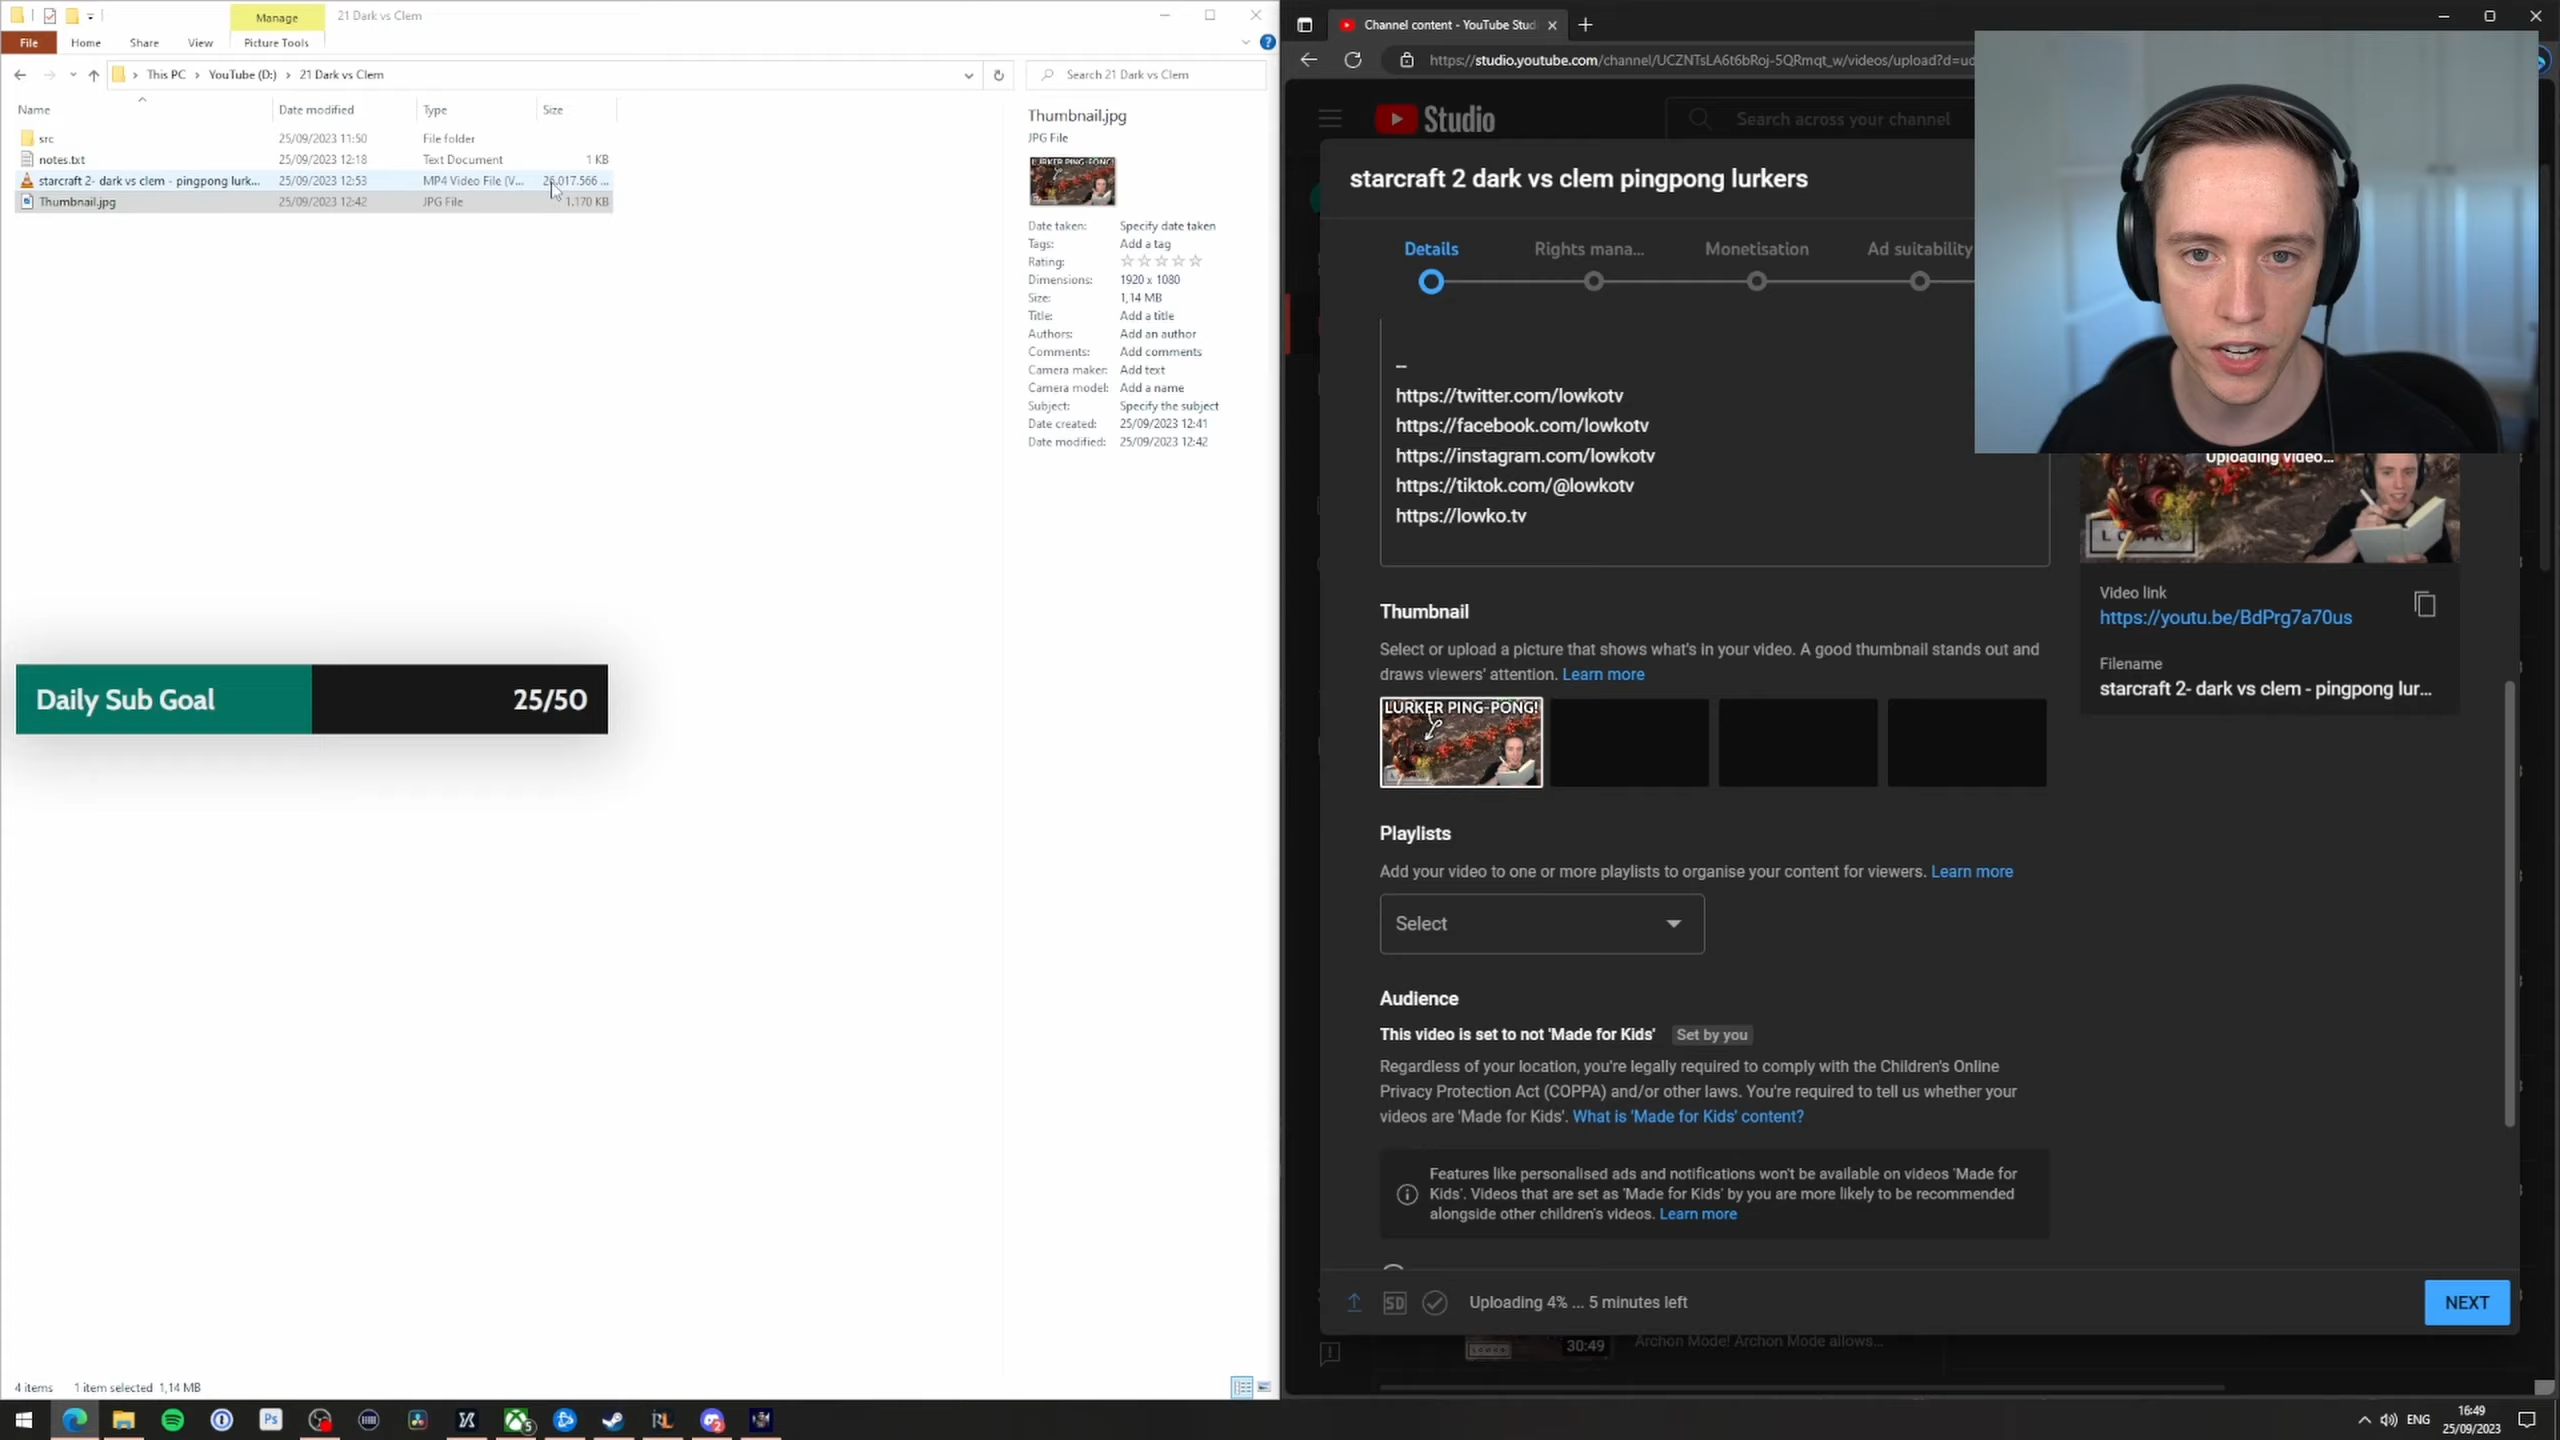 Manage
21 Dark vs Clem
File
Home
Share
View
Picture Tools
This PC
YouTube (D:)
21 Dark vs Clem
Search 21 Dark vs Clem
Name
Date modified
Type
Size
src
25/09/2023 11:50
File folder
notes.txt
25/09/2023 12:18
Text Document
1 KB
starcraft 2- dark vs clem - pingpong lurk...
25/09/2023 12:53
MP4 Video File (V...
26.017.566 ...
Thumbnail.jpg
25/09/2023 12:42
JPG File
1.170 KB
Thumbnail.jpg
JPG File
LURKER PING-PONG!
Date taken: Specify date taken
Tags: Add a tag
Rating:
Dimensions: 1920 x 1080
Size: 1,14 MB
Title: Add a title
Authors: Add an author
Comments: Add comments
Camera maker: Add text
Camera model: Add a name
Subject: Specify the subject
Date created: 25/09/2023 12:41
Date modified: 25/09/2023 12:42
Daily Sub Goal 25/50
4 items
1 item selected 1,14 MB
Channel content - YouTube Stud
https://studio.youtube.com/channel/UCZNTsLA6t6bRoj-5QRmqt_w/videos/upload?d=ud
Studio
Search across your channel
starcraft 2 dark vs clem pingpong lurkers
Details
Rights mana...
Monetisation
Ad suitability
–
https://twitter.com/lowkotv
https://facebook.com/lowkotv
https://instagram.com/lowkotv
https://tiktok.com/@lowkotv
https://lowko.tv
Uploading video...
LOWKO
Video link
https://youtu.be/BdPrg7a70us
Filename
starcraft 2- dark vs clem - pingpong lur...
Thumbnail
Select or upload a picture that shows what's in your video. A good thumbnail stands out and
draws viewers' attention. Learn more
LURKER PING-PONG!
Playlists
Add your video to one or more playlists to organise your content for viewers. Learn more
Select
Audience
This video is set to not 'Made for Kids' Set by you
Regardless of your location, you're legally required to comply with the Children's Online
Privacy Protection Act (COPPA) and/or other laws. You're required to tell us whether your
videos are 'Made for Kids'. What is 'Made for Kids' content?
Features like personalised ads and notifications won't be available on videos 'Made for
Kids'. Videos that are set as 'Made for Kids' by you are more likely to be recommended
alongside other children's videos. Learn more
SD
Uploading 4% ... 5 minutes left
NEXT
30:49
Archon Mode! Archon Mode allows...
Ps
5
RL
2
ENG
16:49
25/09/2023